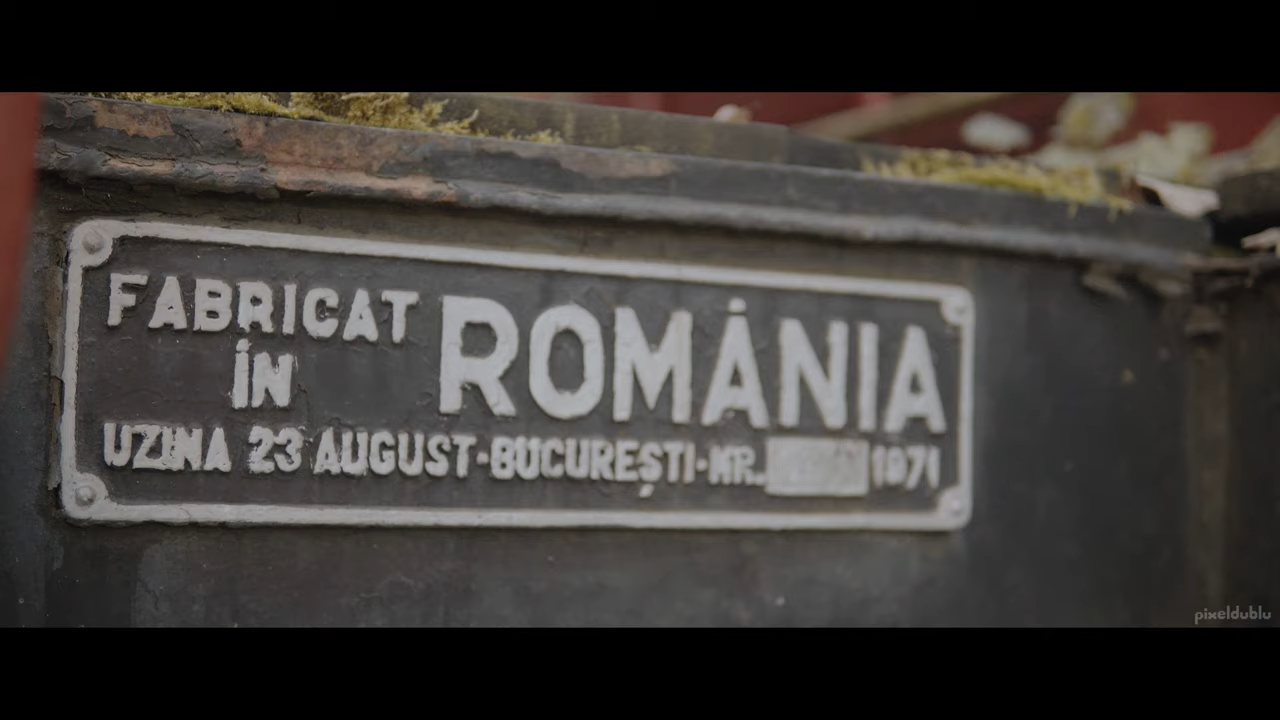 FABRICAT
ÎN
ROMÂNIA
UZINA 23 AUGUST·BUCUREȘTI·NR. 1971
pixeldublu